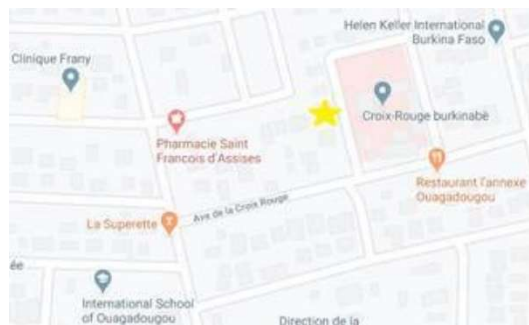 Helen Keller International
Burkina Faso
Clinique Frany
Croix-Rouge burkinabè
Pharmacie Saint
Francois d'Assises
Restaurant l'annexe
Ouagadougou
Ave de la Croix Rouge
La Superette
ée
International School
of Ouagadougou
Direction de la